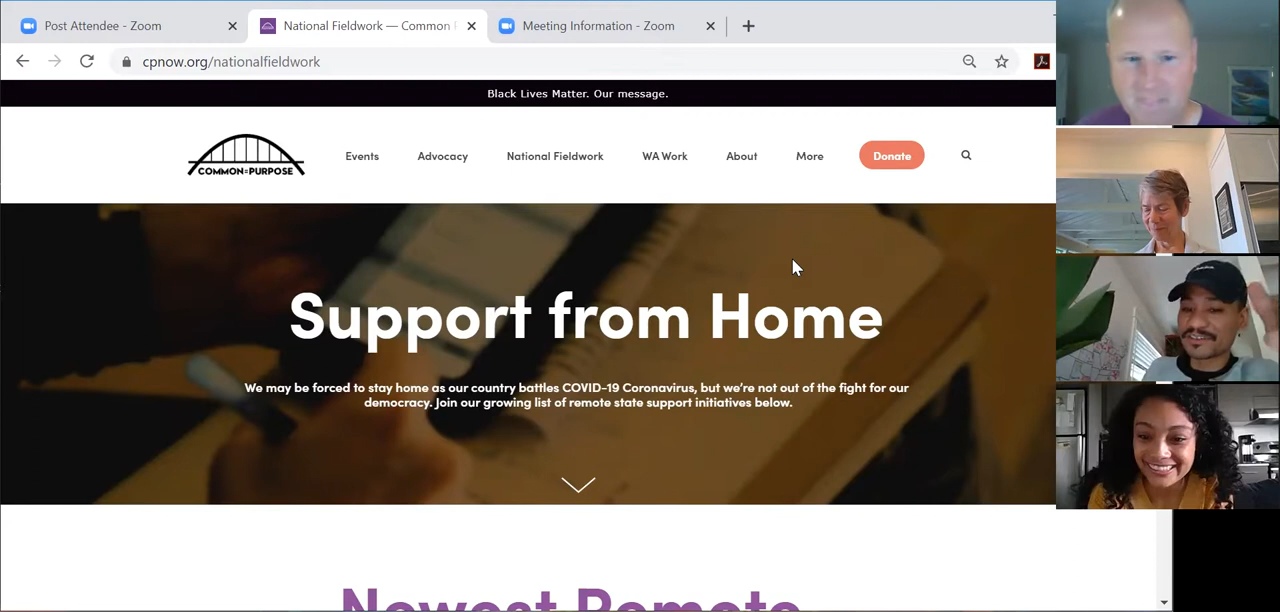 Post Attendee - Zoom
National Fieldwork — Common P
Meeting Information - Zoom
cpnow.org/nationalfieldwork
Black Lives Matter. Our message.
COMMON PURPOSE
Events
Advocacy
National Fieldwork
WA Work
About
More
Donate
Support from Home
We may be forced to stay home as our country battles COVID-19 Coronavirus, but we're not out of the fight for our
democracy. Join our growing list of remote state support initiatives below.
Newest Remote